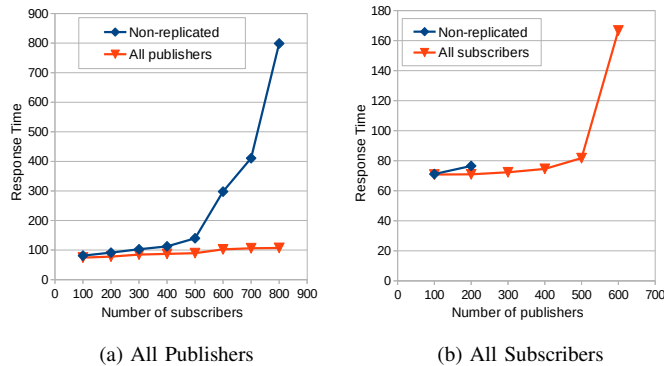 Non-replicated
All publishers
900
800
700
600
500
400
300
200
100
0
Response Time
0 100 200 300 400 500 600 700 800 900
Number of subscribers
(a) All Publishers
Non-replicated
All subscribers
180
160
140
120
100
80
60
40
20
0
Response Time
0 100 200 300 400 500 600 700
Number of publishers
(b) All Subscribers